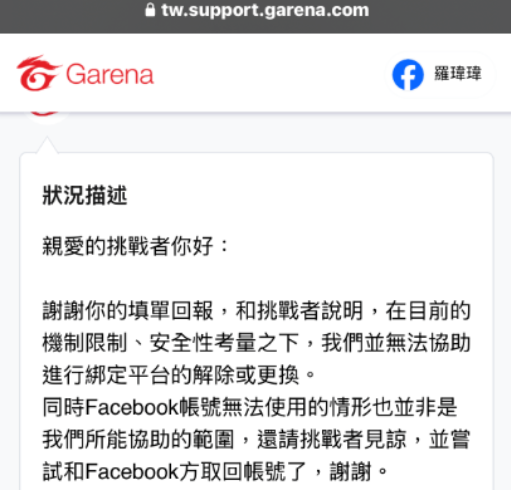 tw.support.garena.com
Garena
羅瑋瑋
狀況描述
親愛的挑戰者你好：
謝謝你的填單回報，和挑戰者說明，在目前的
機制限制、安全性考量之下，我們並無法協助
進行綁定平台的解除或更換。
同時Facebook帳號無法使用的情形也並非是
我們所能協助的範圍，還請挑戰者見諒，並嘗
試和Facebook方取回帳號了，謝謝。